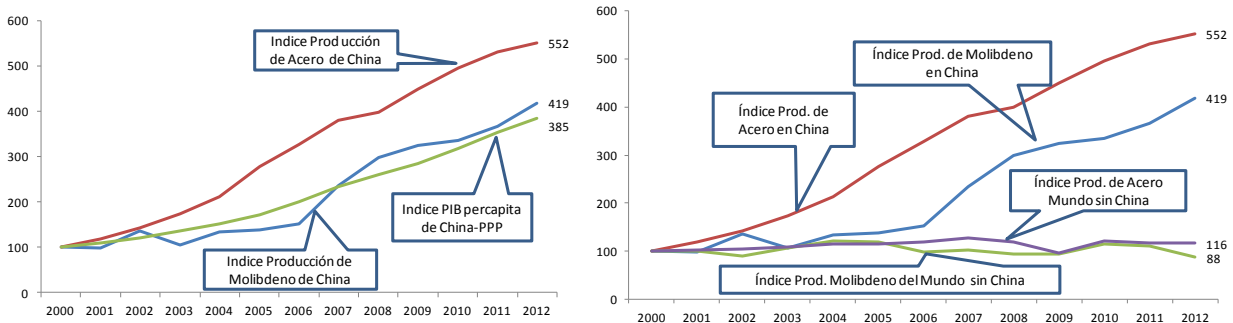 600
500
400
300
200
100
0
Indice Producción
de Acero de China
552
419
385
Indice PIB percapita
de China-PPP
Indice Producción de
Molibdeno de China
2000 2001 2002 2003 2004 2005 2006 2007 2008 2009 2010 2011 2012
600
500
400
300
200
100
0
Índice Prod. de Molibdeno
en China
552
Índice Prod. de
Acero en China
419
Índice Prod. de Acero
Mundo sin China
116
88
Índice Prod. Molibdeno del Mundo sin China
2000 2001 2002 2003 2004 2005 2006 2007 2008 2009 2010 2011 2012